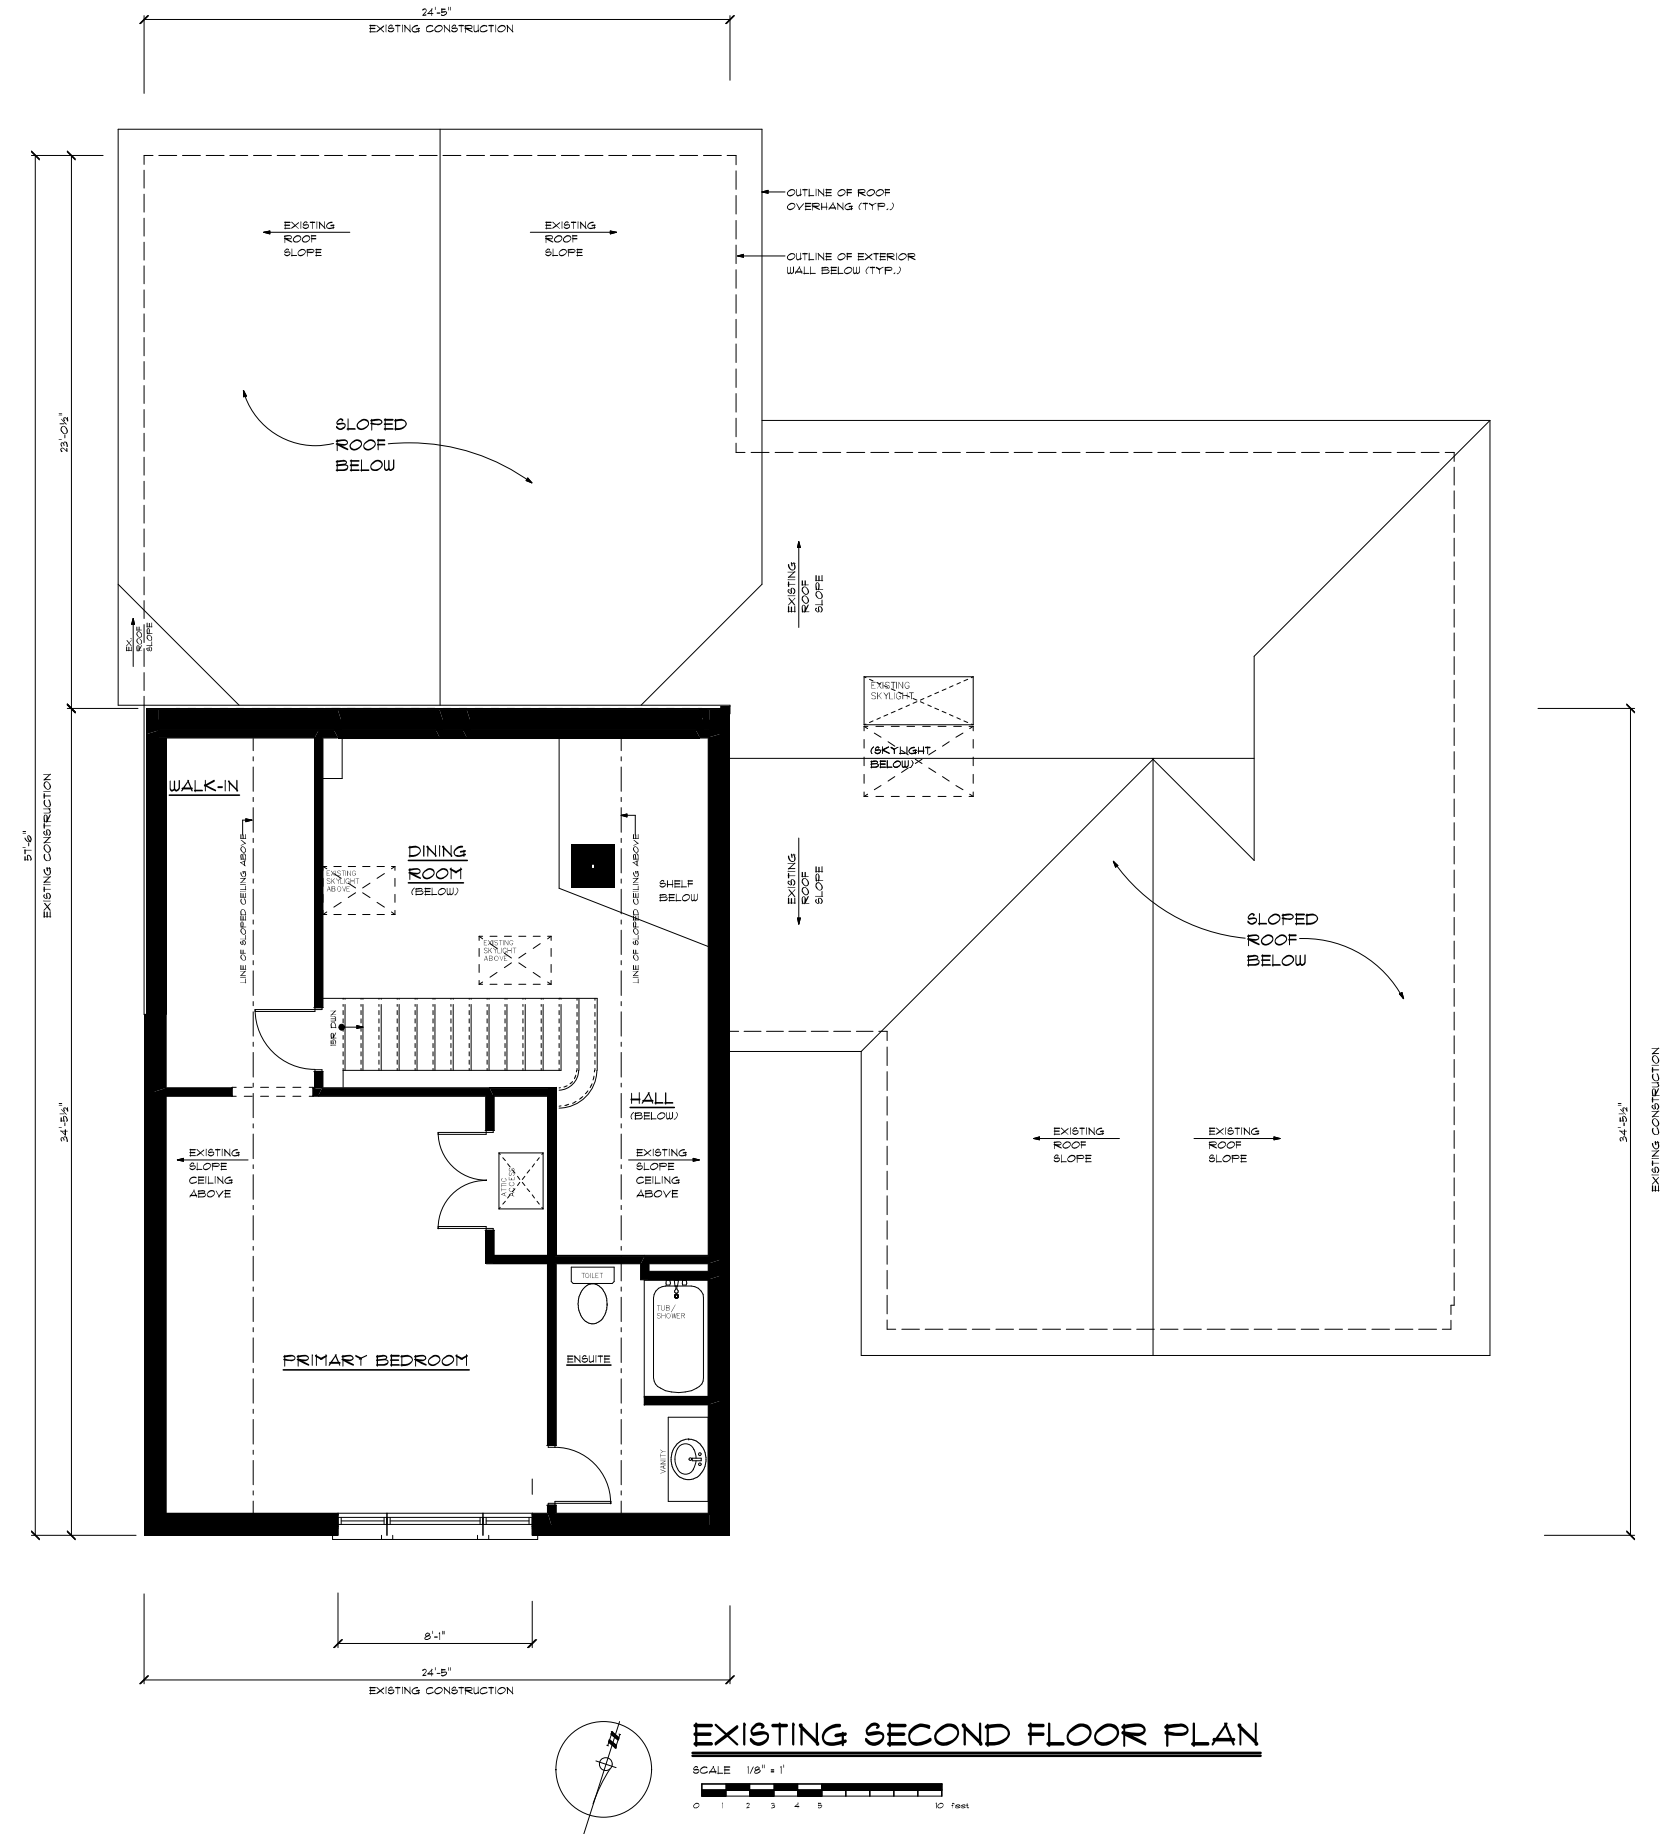 24'-5"
EXISTING CONSTRUCTION
OUTLINE OF ROOF
OVERHANG (TYP.)
EXISTING
ROOF
SLOPE
EXISTING
ROOF
SLOPE
OUTLINE OF EXTERIOR
WALL BELOW (TYP.)
SLOPED
ROOF
BELOW
23'-0½"
EXISTING
ROOF
SLOPE
EX.
ROOF
SLOPE
EXISTING
SKYLIGHT
(SKYLIGHT
BELOW)
WALK-IN
57'-6"
EXISTING CONSTRUCTION
LINE OF SLOPED CEILING ABOVE
DINING
ROOM
(BELOW)
EXISTING
SKYLIGHT
ABOVE
SHELF
BELOW
LINE OF SLOPED CEILING ABOVE
EXISTING
ROOF
SLOPE
EXISTING
SKYLIGHT
ABOVE
SLOPED
ROOF
BELOW
15R DWN
HALL
(BELOW)
34'-5½"
34'-5½"
EXISTING CONSTRUCTION
EXISTING
SLOPE
CEILING
ABOVE
ATTIC
ACCESS
EXISTING
SLOPE
CEILING
ABOVE
EXISTING
ROOF
SLOPE
EXISTING
ROOF
SLOPE
TOILET
TUB/
SHOWER
PRIMARY BEDROOM
ENSUITE
VANITY
8'-1"
24'-5"
EXISTING CONSTRUCTION
N
EXISTING SECOND FLOOR PLAN
SCALE 1/8" = 1'
0 1 2 3 4 5 10 feet